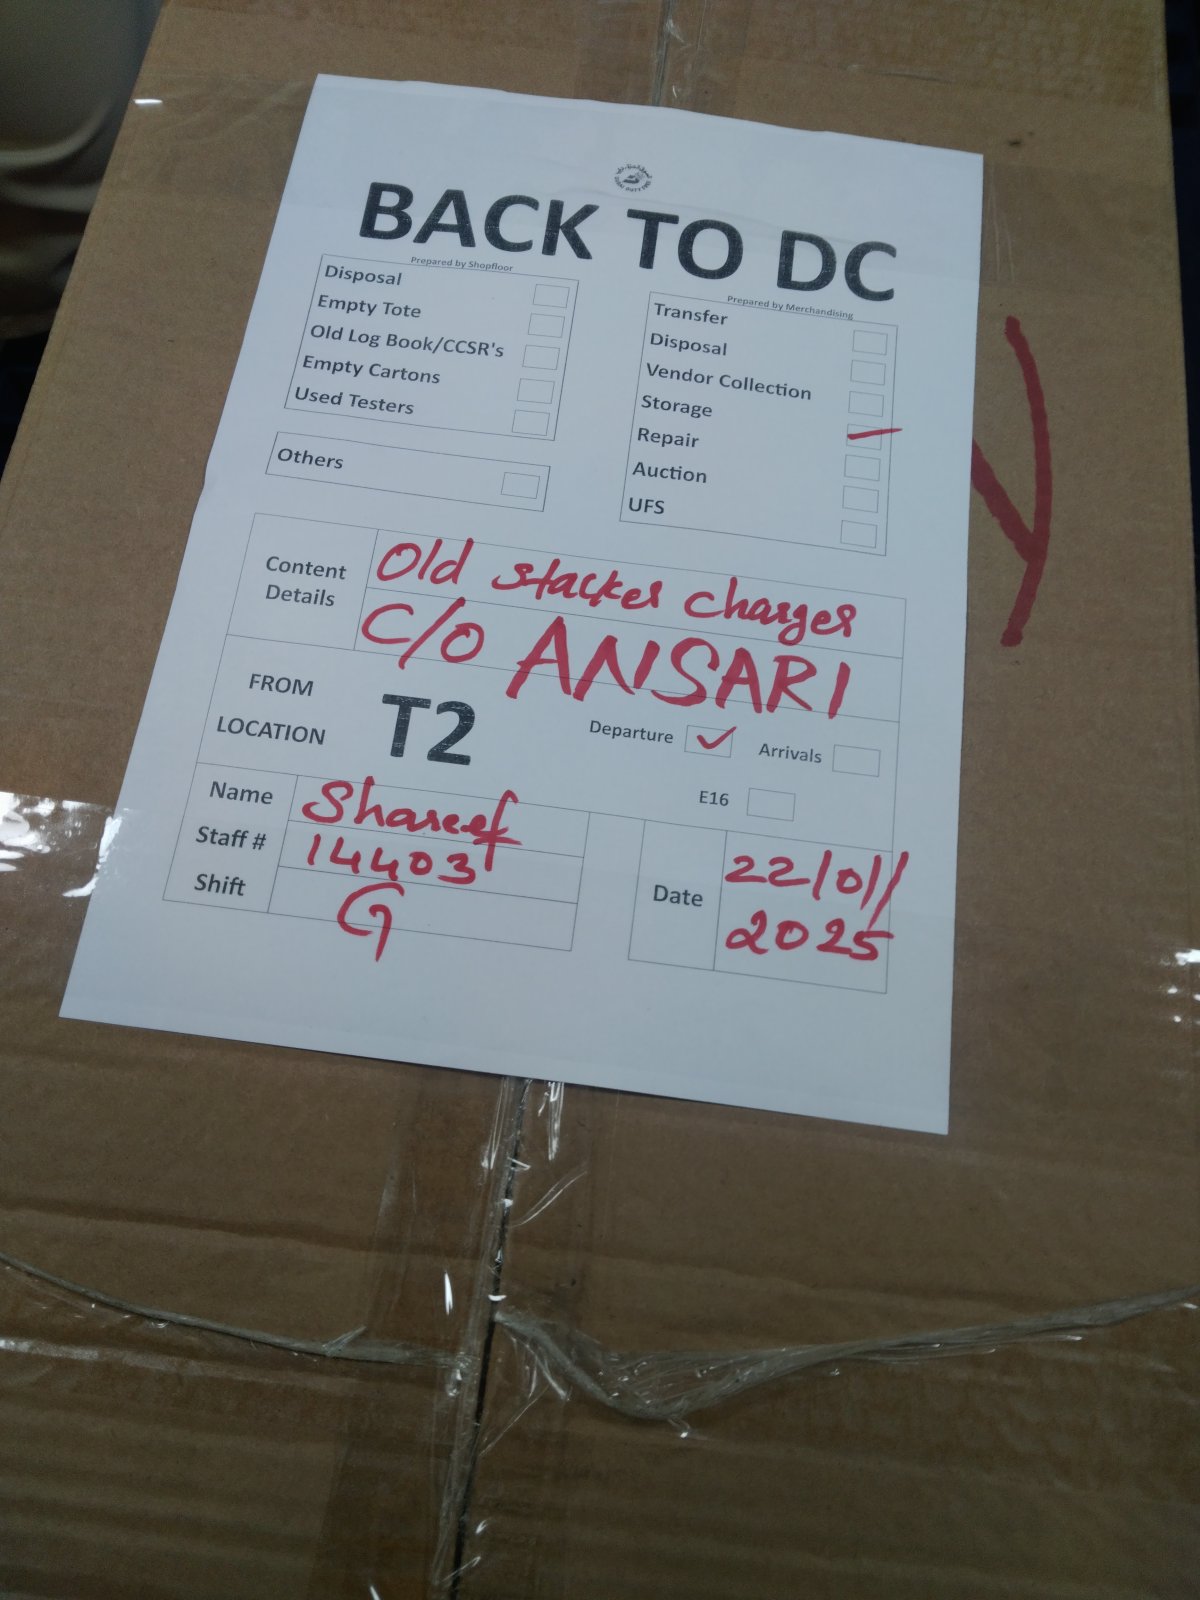 BACK TO DC
Prepared by Shopfloor
Disposal
Empty Tote
Old Log Book/CCSR's
Empty Cartons
Used Testers
Others
Prepared by Merchandising
Transfer
Disposal
Vendor Collection
Storage
Repair
Auction
UFS
Content Details
Old stacker charger
C/O ANSARI
FROM LOCATION
T2
Departure
Arrivals
E16
Name
Shareef
Staff #
14403
Shift
G
Date
22/01/
2025